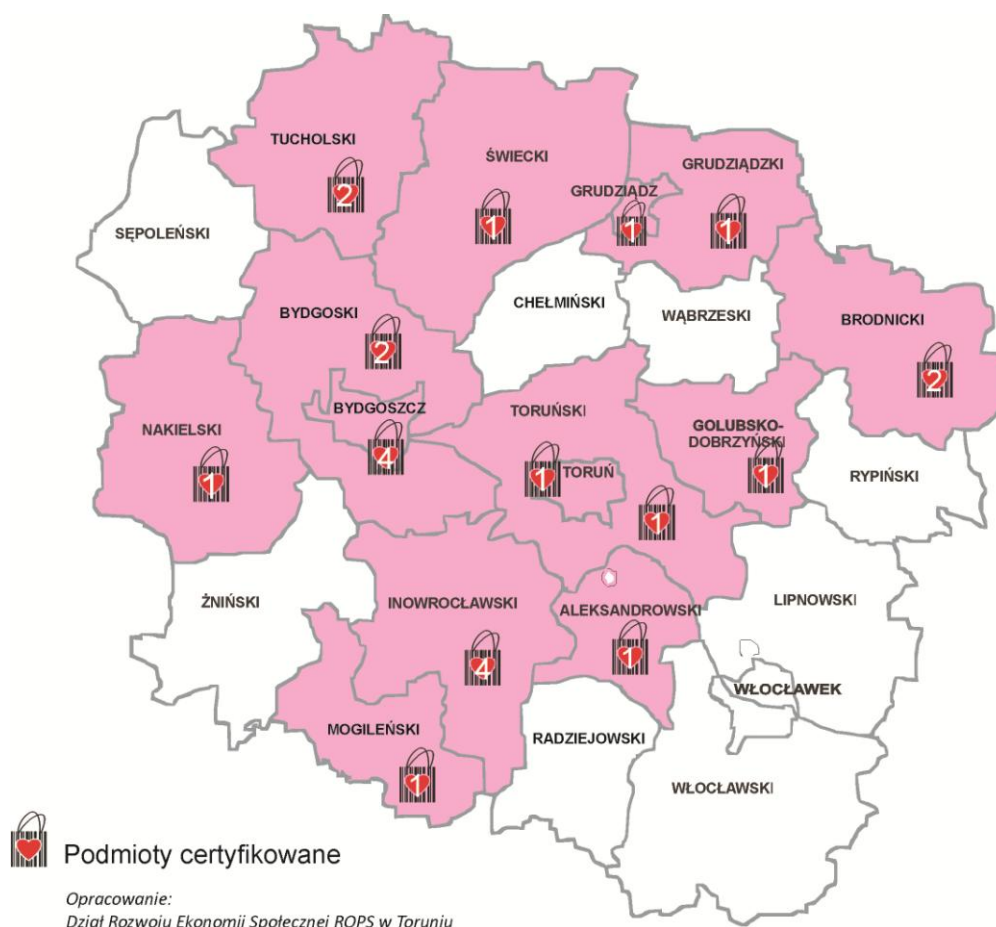 TUCHOLSKI
2
ŚWIECKI
1
GRUDZIĄDZKI
1
GRUDZIĄDZ
1
SĘPOLEŃSKI
CHEŁMIŃSKI
WĄBRZESKI
BRODNICKI
2
BYDGOSKI
2
BYDGOSZCZ
4
NAKIELSKI
1
TORUŃSKI
1
TORUŃ
1
GOLUBSKO-
DOBRZYŃSKI
1
RYPIŃSKI
ŻNIŃSKI
INOWROCŁAWSKI
4
ALEKSANDROWSKI
1
LIPNOWSKI
WŁOCŁAWEK
MOGILEŃSKI
1
RADZIEJOWSKI
WŁOCŁAWSKI
Podmioty certyfikowane
Opracowanie:
Dział Rozwoju Ekonomii Społecznej ROPS w Toruniu